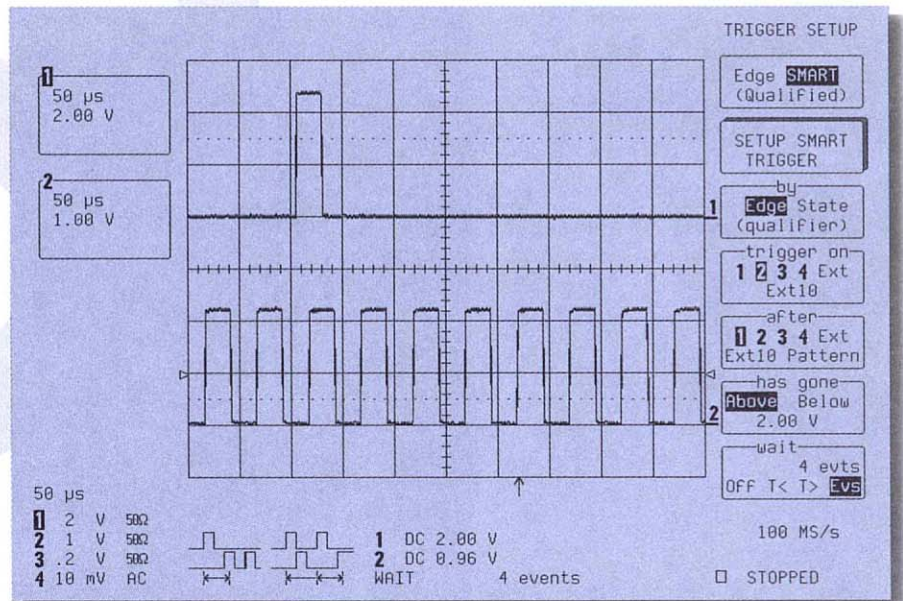 TRIGGER SETUP
1
50 µs
2.00 V
2
50 µs
1.00 V
1
2
Edge SMART
(Qualified)
SETUP SMART
TRIGGER
by
Edge State
(qualifier)
trigger on
1 2 3 4 Ext
Ext10
after
1 2 3 4 Ext
Ext10 Pattern
has gone
Above Below
2.00 V
wait
4 evts
Off T< T> Evs
50 µs
1 2 V 50Ω
2 1 V 50Ω
3 .2 V 50Ω
4 10 mV AC
1 DC 2.00 V
2 DC 0.96 V
WAIT 4 events
100 MS/s
STOPPED